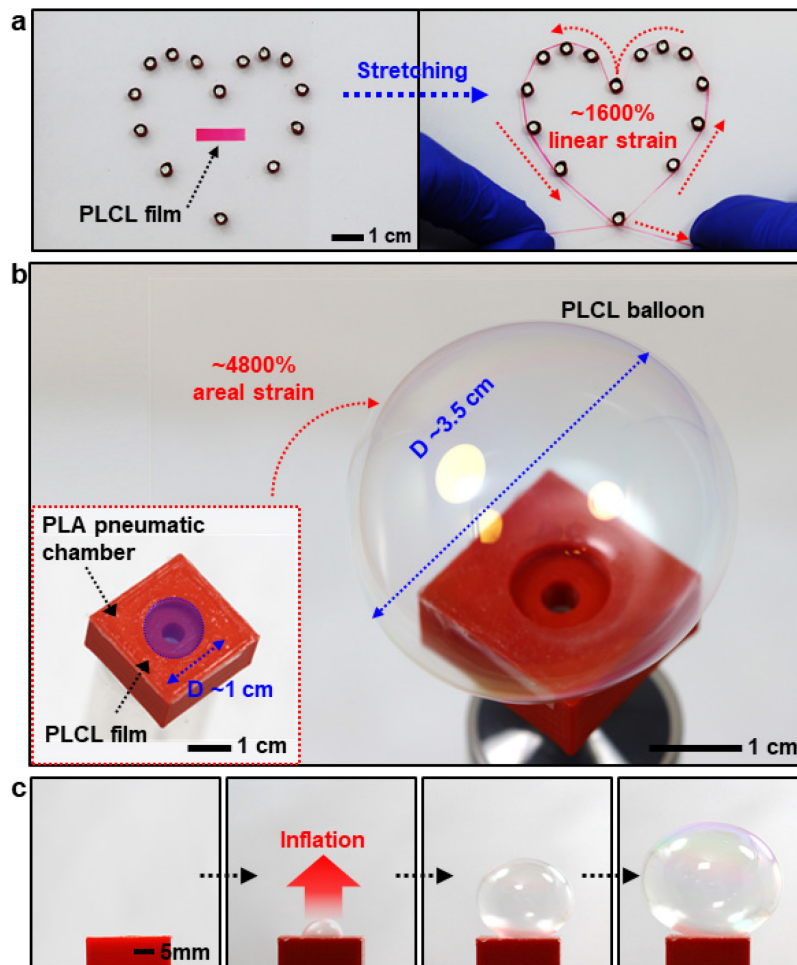 a
Stretching
~1600%
linear strain
PLCL film
1 cm
b
PLCL balloon
~4800%
areal strain
D ~3.5 cm
PLA pneumatic
chamber
D ~1 cm
PLCL film
1 cm
1 cm
c
Inflation
5mm